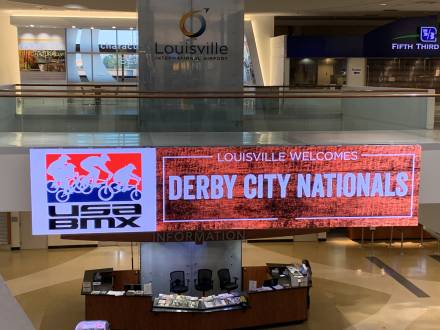 Louisville
INTERNATIONAL AIRPORT
FIFTH THIRD
LOUISVILLE WELCOMES
DERBY CITY NATIONALS
USA
BMX
INFORMATION